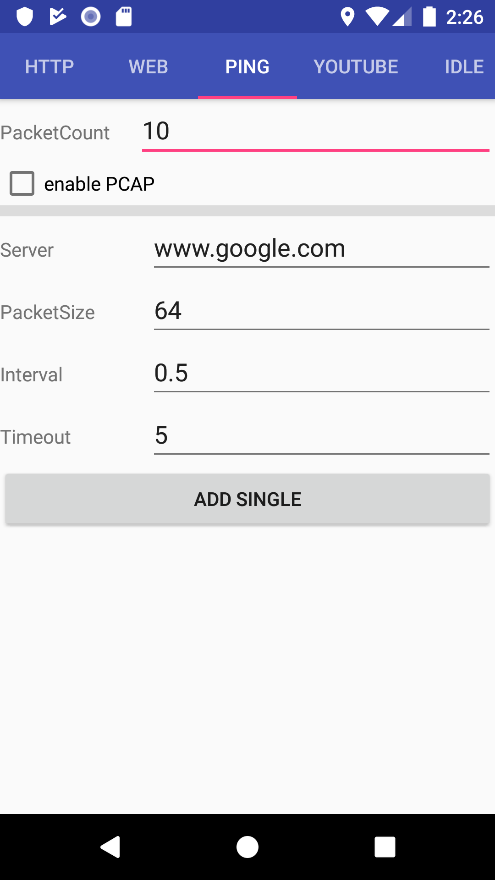 2:26
HTTP WEB PING YOUTUBE IDLE
PacketCount 10
enable PCAP
Server www.google.com
PacketSize 64
Interval 0.5
Timeout 5
ADD SINGLE